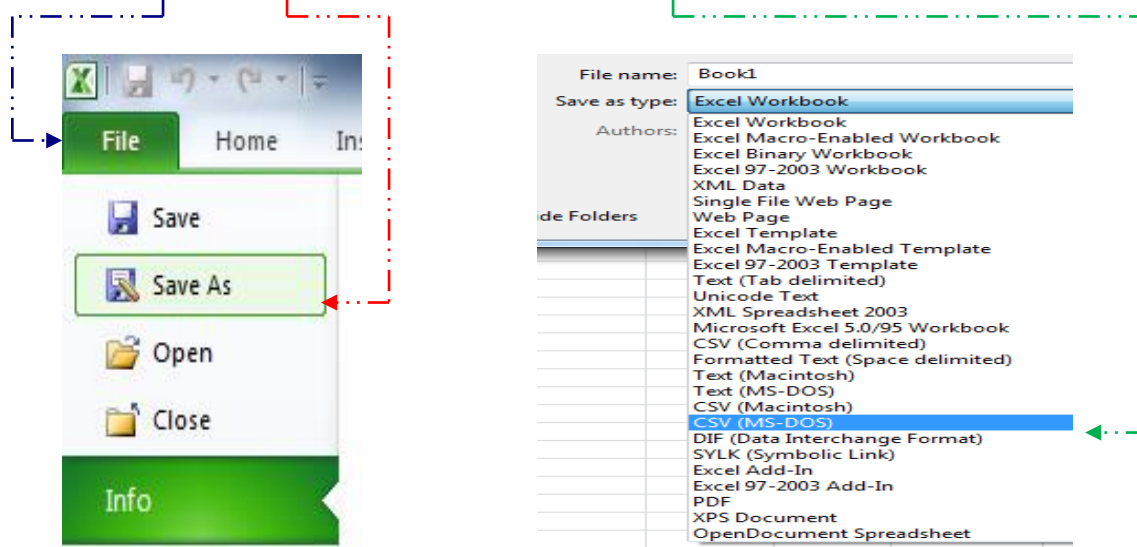 File Home Ins
Save
Save As
Open
Close
Info
File name: Book1
Save as type: Excel Workbook
Authors:
ide Folders
Excel Workbook
Excel Macro-Enabled Workbook
Excel Binary Workbook
Excel 97-2003 Workbook
XML Data
Single File Web Page
Web Page
Excel Template
Excel Macro-Enabled Template
Excel 97-2003 Template
Text (Tab delimited)
Unicode Text
XML Spreadsheet 2003
Microsoft Excel 5.0/95 Workbook
CSV (Comma delimited)
Formatted Text (Space delimited)
Text (Macintosh)
Text (MS-DOS)
CSV (Macintosh)
CSV (MS-DOS)
DIF (Data Interchange Format)
SYLK (Symbolic Link)
Excel Add-In
Excel 97-2003 Add-In
PDF
XPS Document
OpenDocument Spreadsheet